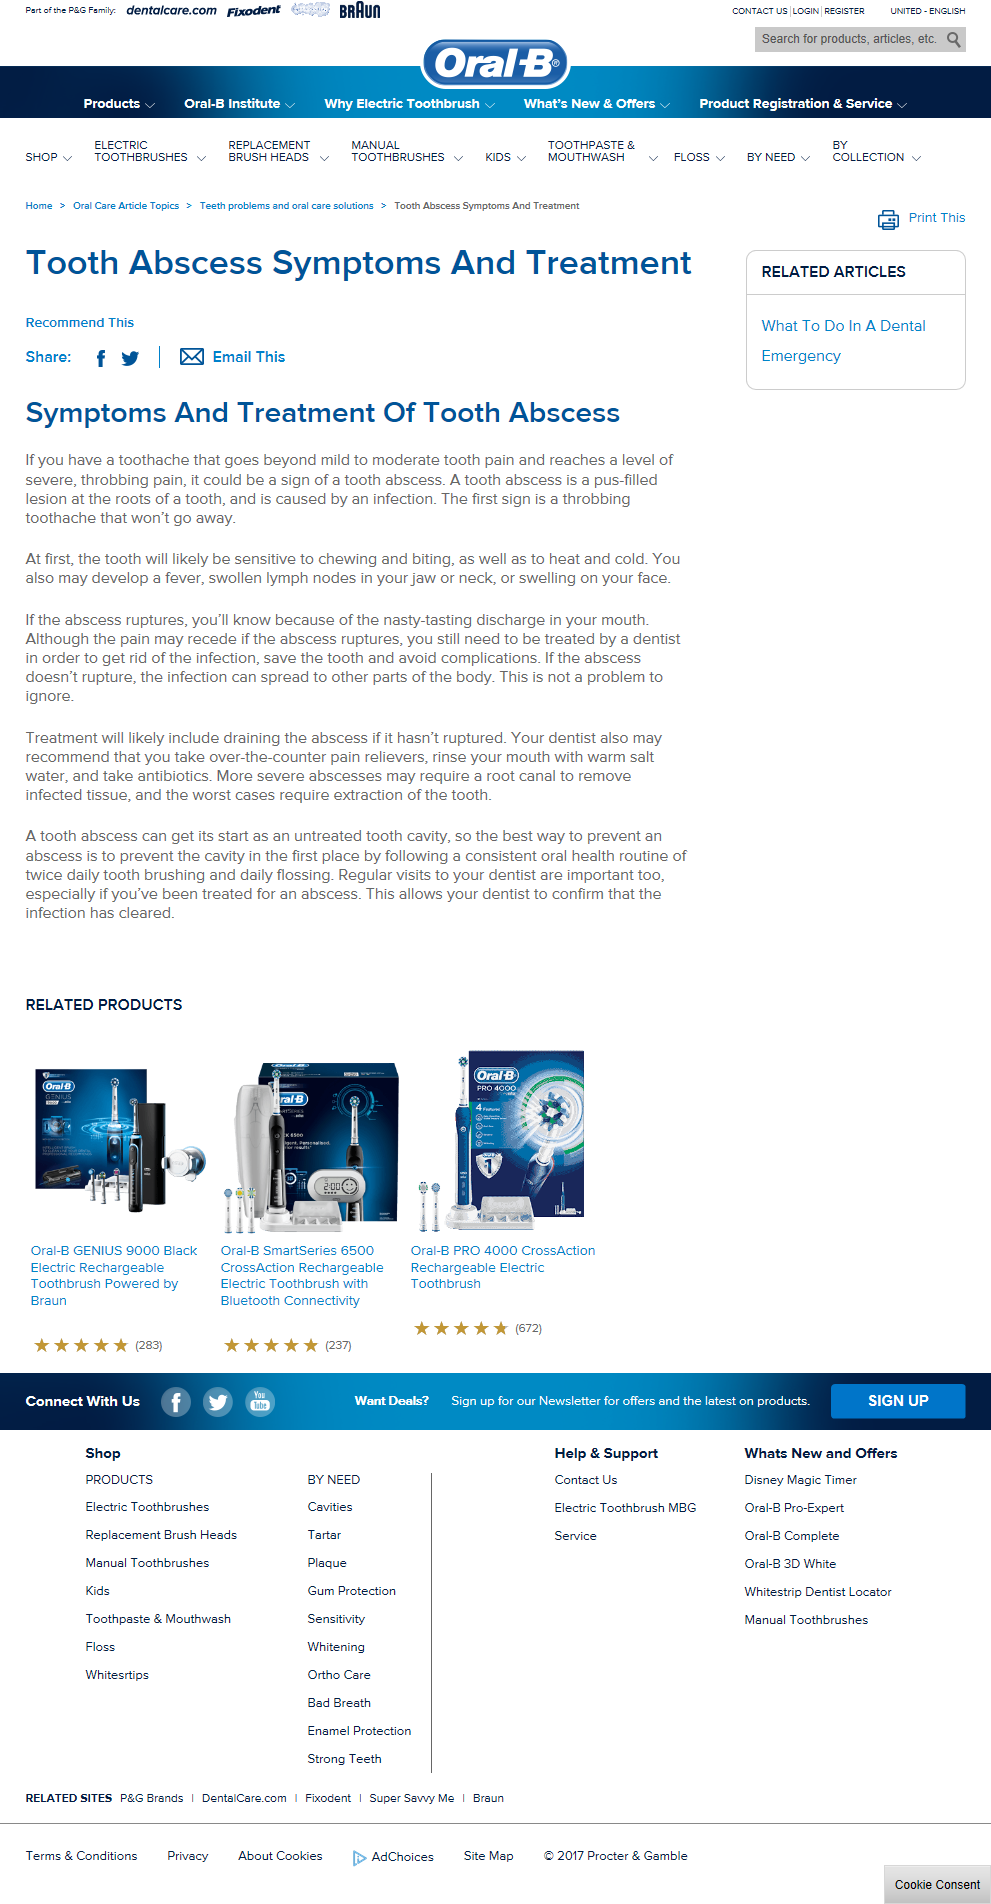 Part of the P&G Family: dentalcare.com Fixodent BRAUN
CONTACT US | LOGIN | REGISTER UNITED - ENGLISH
Search for products, articles, etc.
Oral-B®
Products Oral-B Institute Why Electric Toothbrush What's New & Offers Product Registration & Service
SHOP ELECTRIC TOOTHBRUSHES REPLACEMENT BRUSH HEADS MANUAL TOOTHBRUSHES KIDS TOOTHPASTE & MOUTHWASH FLOSS BY NEED BY COLLECTION
Home > Oral Care Article Topics > Teeth problems and oral care solutions > Tooth Abscess Symptoms And Treatment
Print This
Tooth Abscess Symptoms And Treatment
RELATED ARTICLES
What To Do In A Dental
Emergency
Recommend This
Share: Email This
Symptoms And Treatment Of Tooth Abscess
If you have a toothache that goes beyond mild to moderate tooth pain and reaches a level of
severe, throbbing pain, it could be a sign of a tooth abscess. A tooth abscess is a pus-filled
lesion at the roots of a tooth, and is caused by an infection. The first sign is a throbbing
toothache that won't go away.
At first, the tooth will likely be sensitive to chewing and biting, as well as to heat and cold. You
also may develop a fever, swollen lymph nodes in your jaw or neck, or swelling on your face.
If the abscess ruptures, you'll know because of the nasty-tasting discharge in your mouth.
Although the pain may recede if the abscess ruptures, you still need to be treated by a dentist
in order to get rid of the infection, save the tooth and avoid complications. If the abscess
doesn't rupture, the infection can spread to other parts of the body. This is not a problem to
ignore.
Treatment will likely include draining the abscess if it hasn't ruptured. Your dentist also may
recommend that you take over-the-counter pain relievers, rinse your mouth with warm salt
water, and take antibiotics. More severe abscesses may require a root canal to remove
infected tissue, and the worst cases require extraction of the tooth.
A tooth abscess can get its start as an untreated tooth cavity, so the best way to prevent an
abscess is to prevent the cavity in the first place by following a consistent oral health routine of
twice daily tooth brushing and daily flossing. Regular visits to your dentist are important too,
especially if you've been treated for an abscess. This allows your dentist to confirm that the
infection has cleared.
RELATED PRODUCTS
Oral-B
GENIUS
Oral-B
PRO 4000
4 Features
1
2:00
Oral-B GENIUS 9000 Black
Electric Rechargeable
Toothbrush Powered by
Braun
(283)
Oral-B SmartSeries 6500
CrossAction Rechargeable
Electric Toothbrush with
Bluetooth Connectivity
(237)
Oral-B PRO 4000 CrossAction
Rechargeable Electric
Toothbrush
(672)
Connect With Us You Tube Want Deals? Sign up for our Newsletter for offers and the latest on products. SIGN UP
Shop
PRODUCTS
Electric Toothbrushes
Replacement Brush Heads
Manual Toothbrushes
Kids
Toothpaste & Mouthwash
Floss
Whitesrtips
BY NEED
Cavities
Tartar
Plaque
Gum Protection
Sensitivity
Whitening
Ortho Care
Bad Breath
Enamel Protection
Strong Teeth
Help & Support
Contact Us
Electric Toothbrush MBG
Service
Whats New and Offers
Disney Magic Timer
Oral-B Pro-Expert
Oral-B Complete
Oral-B 3D White
Whitestrip Dentist Locator
Manual Toothbrushes
RELATED SITES P&G Brands | DentalCare.com | Fixodent | Super Savvy Me | Braun
Terms & Conditions Privacy About Cookies AdChoices Site Map © 2017 Procter & Gamble
Cookie Consent